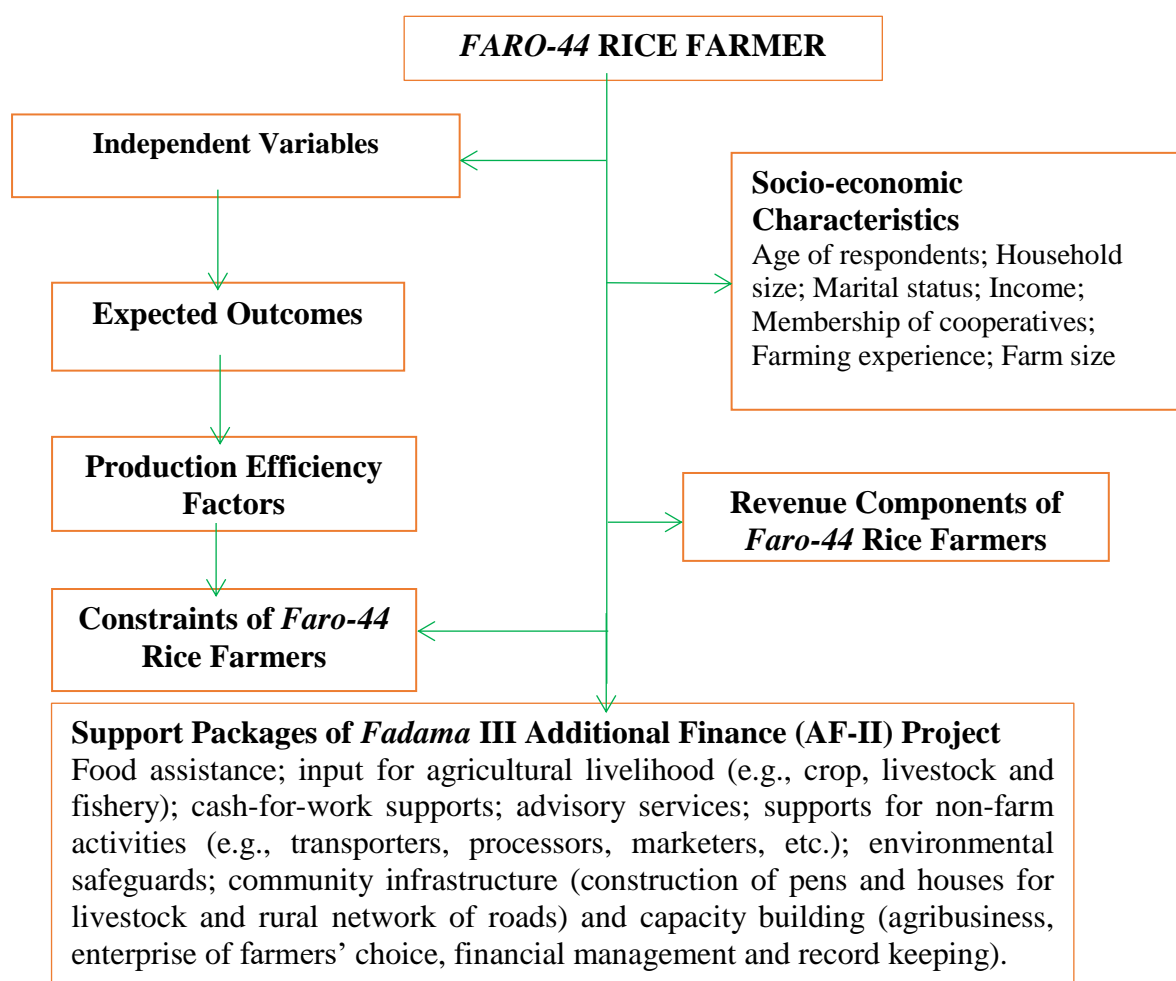 FARO-44 RICE FARMER
Independent Variables
Socio-economic
Characteristics
Age of respondents; Household
size; Marital status; Income;
Membership of cooperatives;
Farming experience; Farm size
Expected Outcomes
Production Efficiency
Factors
Revenue Components of
Faro-44 Rice Farmers
Constraints of Faro-44
Rice Farmers
Support Packages of Fadama III Additional Finance (AF-II) Project
Food assistance; input for agricultural livelihood (e.g., crop, livestock and
fishery); cash-for-work supports; advisory services; supports for non-farm
activities (e.g., transporters, processors, marketers, etc.); environmental
safeguards; community infrastructure (construction of pens and houses for
livestock and rural network of roads) and capacity building (agribusiness,
enterprise of farmers’ choice, financial management and record keeping).